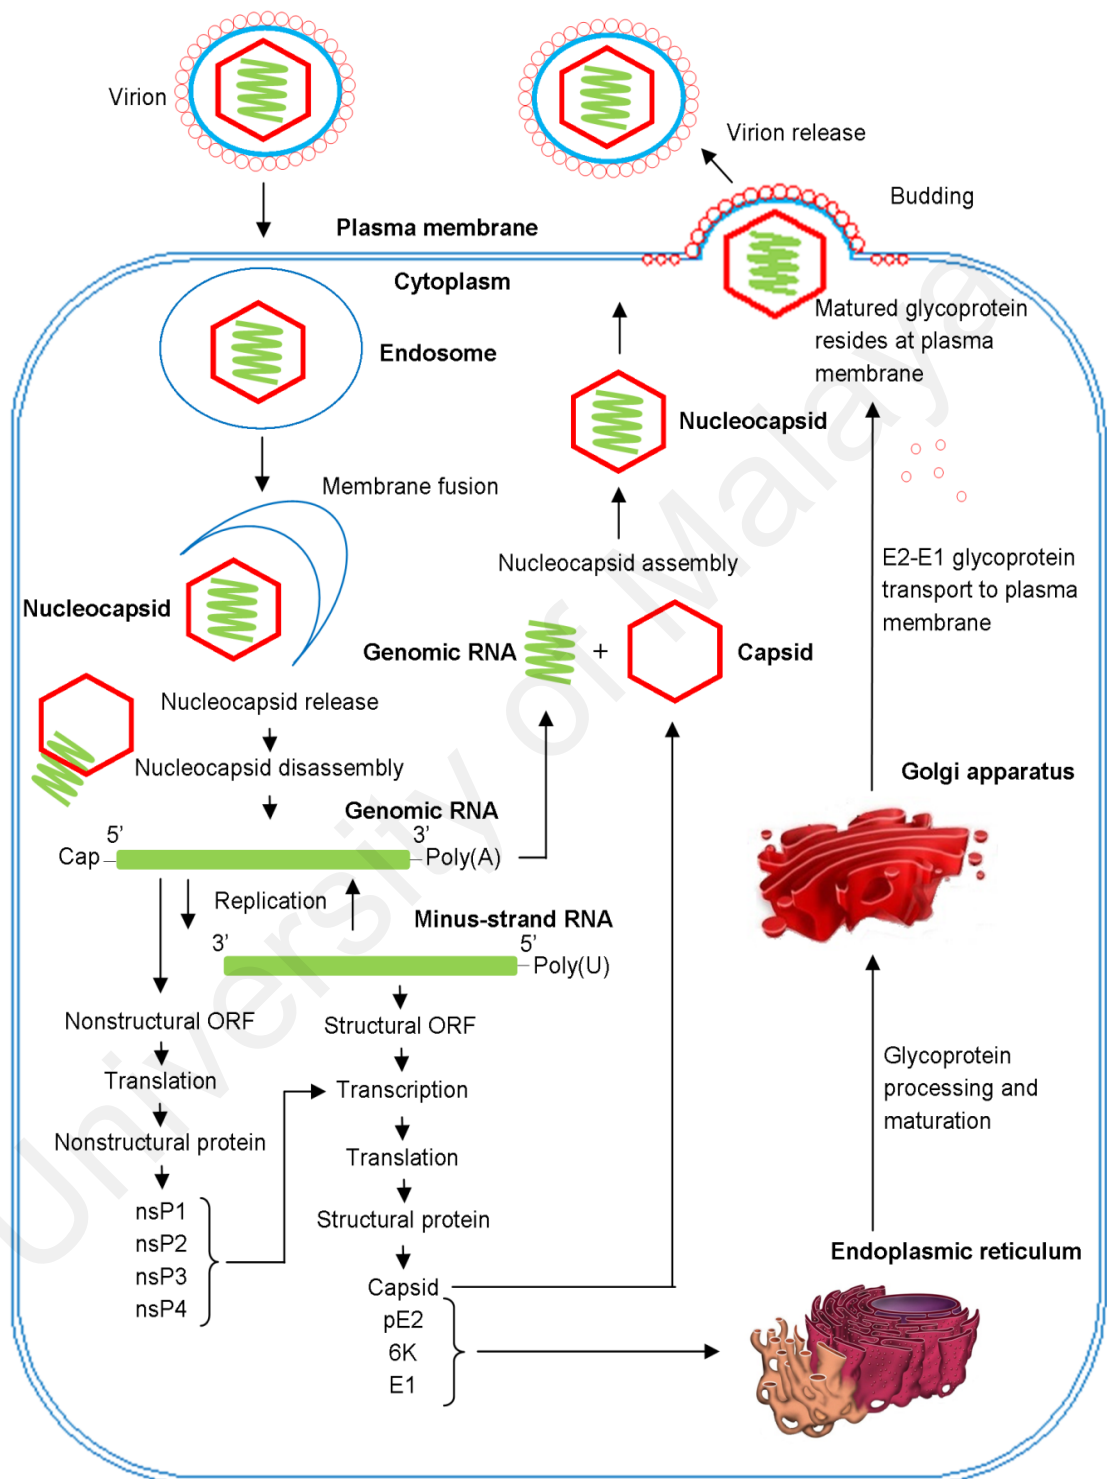 Virion
Virion release
Budding
Plasma membrane
Cytoplasm
Endosome
Matured glycoprotein
resides at plasma
membrane
Nucleocapsid
Membrane fusion
Nucleocapsid assembly
E2-E1 glycoprotein
transport to plasma
membrane
Nucleocapsid
Genomic RNA
+
Capsid
Nucleocapsid release
Nucleocapsid disassembly
Golgi apparatus
Genomic RNA
5’
3’
Cap
Poly(A)
Replication
Minus-strand RNA
3’
5’
Poly(U)
Nonstructural ORF
Structural ORF
Glycoprotein
processing and
maturation
Translation
Transcription
Nonstructural protein
Translation
nsP1
nsP2
nsP3
nsP4
Structural protein
Endoplasmic reticulum
Capsid
pE2
6K
E1
University of Malaya